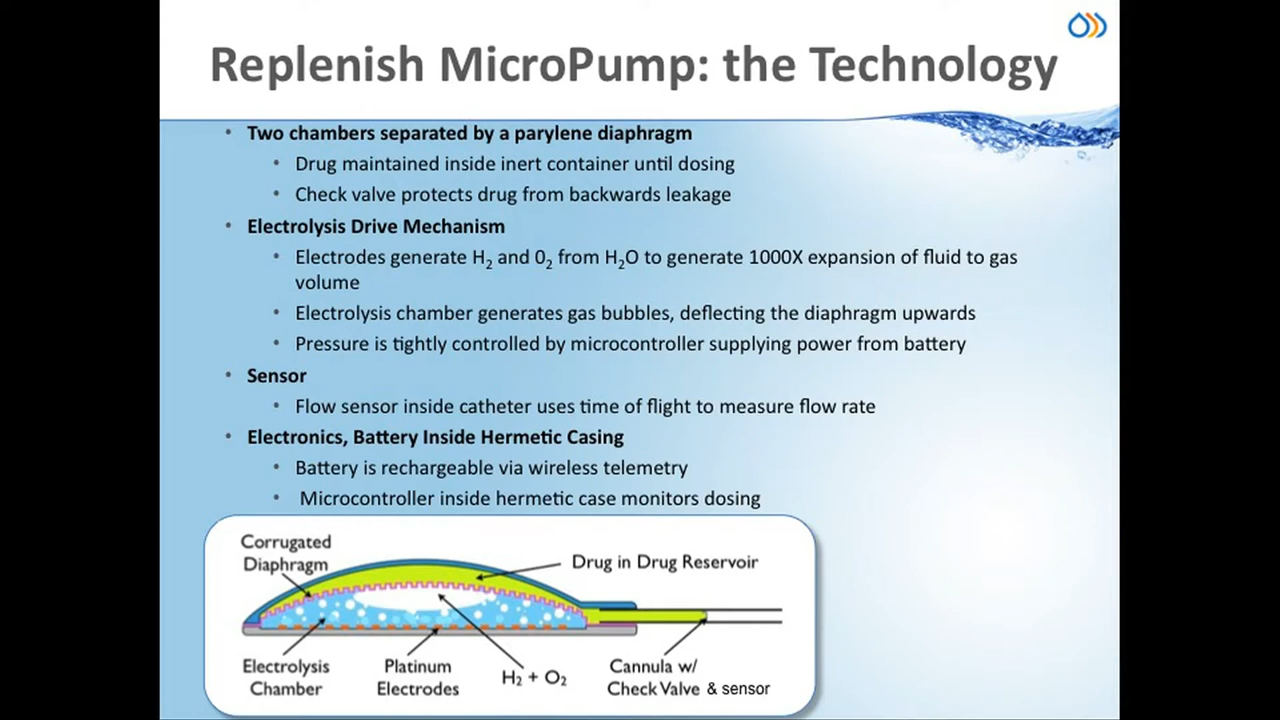 Replenish MicroPump: the Technology
• Two chambers separated by a parylene diaphragm
• Drug maintained inside inert container until dosing
• Check valve protects drug from backwards leakage
• Electrolysis Drive Mechanism
• Electrodes generate H₂ and 0₂ from H₂O to generate 1000X expansion of fluid to gas
volume
• Electrolysis chamber generates gas bubbles, deflecting the diaphragm upwards
• Pressure is tightly controlled by microcontroller supplying power from battery
• Sensor
• Flow sensor inside catheter uses time of flight to measure flow rate
• Electronics, Battery Inside Hermetic Casing
• Battery is rechargeable via wireless telemetry
• Microcontroller inside hermetic case monitors dosing
Corrugated
Diaphragm
Drug in Drug Reservoir
Electrolysis
Chamber
Platinum
Electrodes
H₂ + O₂
Cannula w/
Check Valve & sensor